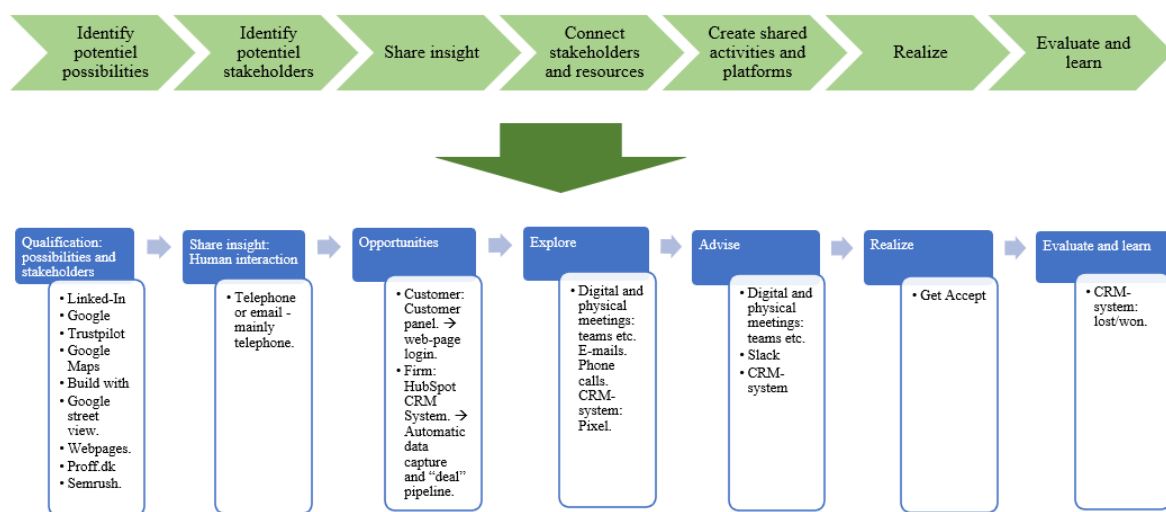 Identify
potentiel
possibilities
Identify
potentiel
stakeholders
Share insight
Connect
stakeholders
and resources
Create shared
activities and
platforms
Realize
Evaluate and
learn
Qualification:
possibilities and
stakeholders
• Linked-In
• Google
• Trustpilot
• Google
Maps
• Build with
• Google
street
view.
• Webpages.
• Proff.dk
• Semrush.
Share insight:
Human interaction
• Telephone
or email -
mainly
telephone.
Opportunities
• Customer:
Customer
panel. →
web-page
login.
• Firm:
HubSpot
CRM
System. →
Automatic
data
capture
and “deal”
pipeline.
Explore
• Digital and
physical
meetings:
teams etc.
E-mails.
Phone
calls.
CRM-
system:
Pixel.
Advise
• Digital and
physical
meetings:
teams etc.
• Slack
• CRM-
system
Realize
• Get Accept
Evaluate and learn
• CRM-
system:
lost/won.